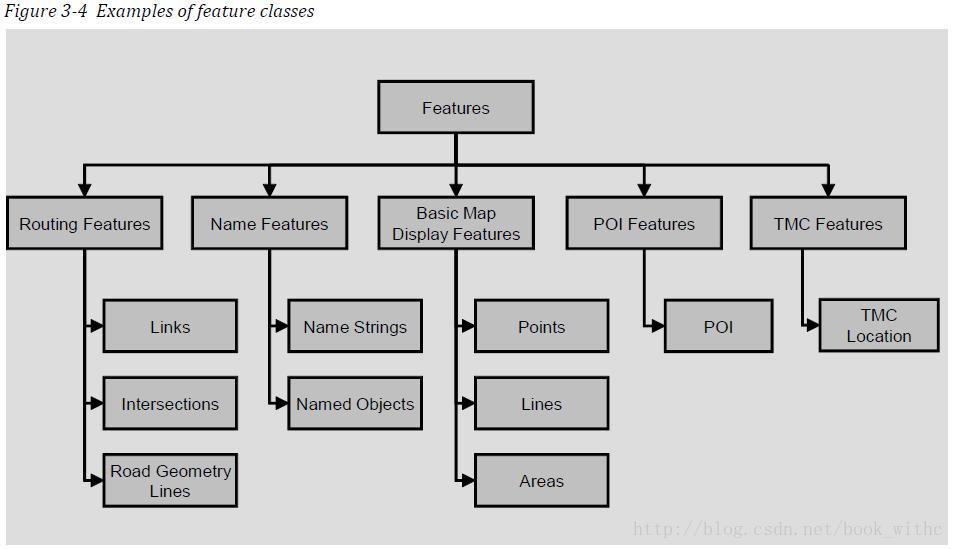 Figure 3-4 Examples of feature classes
Features
Routing Features
Name Features
Basic Map
Display Features
POI Features
TMC Features
Links
Name Strings
Points
POI
TMC
Location
Intersections
Named Objects
Lines
Road Geometry
Lines
Areas
http://blog.csdn.net/book_withc